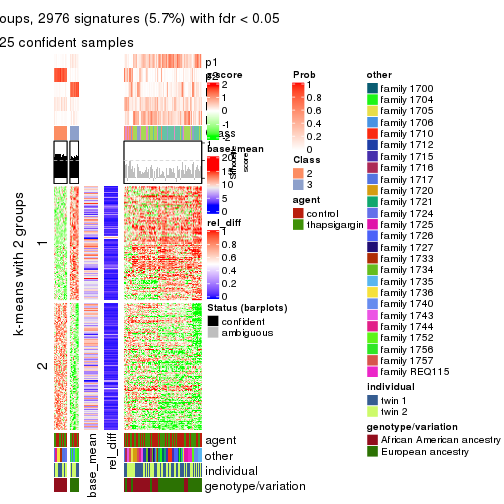 oups, 2976 signatures (5.7%) with fdr < 0.05
25 confident samples
k-means with 2 groups
1
2
p1
z-score
2
1
0
-1
-2
base_mean
15
10
5
0
rel_diff
1
0.8
0.6
0.4
0.2
0
Status (barplots)
confident
ambiguous
Prob
1
0.8
0.6
0.4
0.2
0
Class
2
3
agent
control
thapsigargin
other
family 1700
family 1704
family 1705
family 1706
family 1710
family 1712
family 1715
family 1716
family 1717
family 1720
family 1721
family 1724
family 1725
family 1726
family 1727
family 1733
family 1734
family 1735
family 1736
family 1740
family 1743
family 1744
family 1752
family 1756
family 1757
family REQ115
individual
twin 1
twin 2
genotype/variation
African American ancestry
European ancestry
agent
other
individual
genotype/variation
base_mean
rel_diff